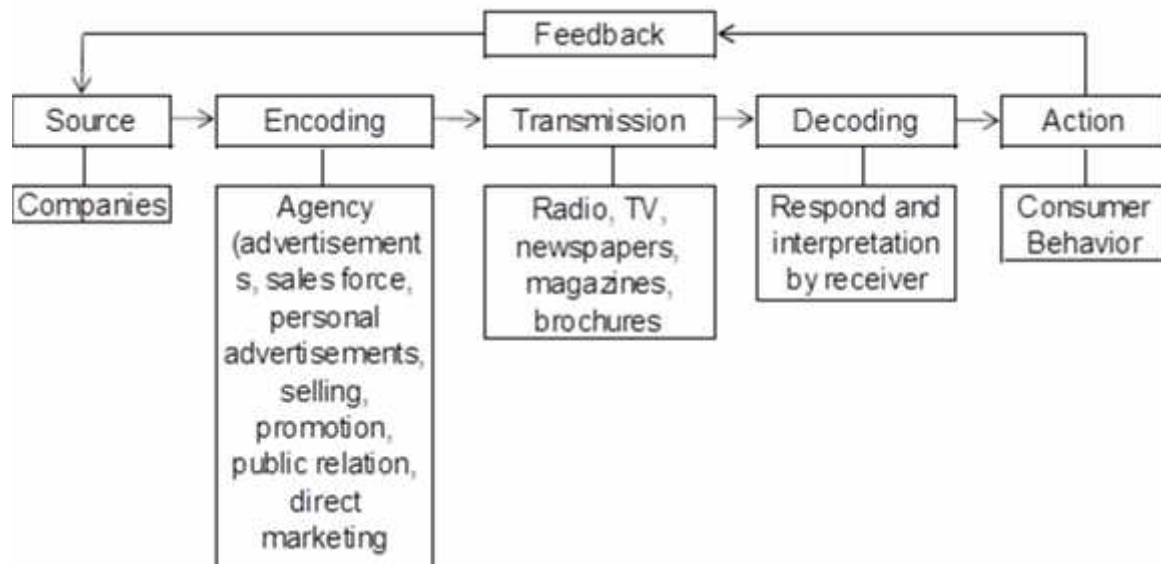 Feedback
Source
Encoding
Transmission
Decoding
Action
Companies
Agency
(advertisement
s, sales force,
personal
advertisements,
selling,
promotion,
public relation,
direct
marketing
Radio, TV,
newspapers,
magazines,
brochures
Respond and
interpretation
by receiver
Consumer
Behavior